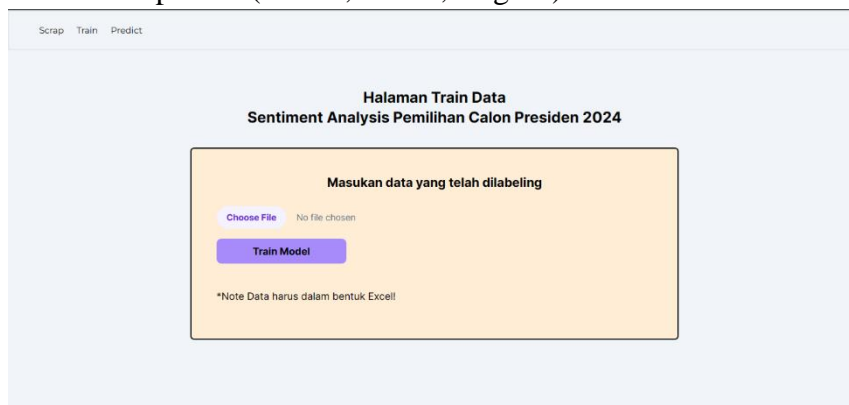 Scrap Train Predict
Halaman Train Data
Sentiment Analysis Pemilihan Calon Presiden 2024
Masukan data yang telah dilabeling
Choose File No file chosen
Train Model
*Note Data harus dalam bentuk Excel!